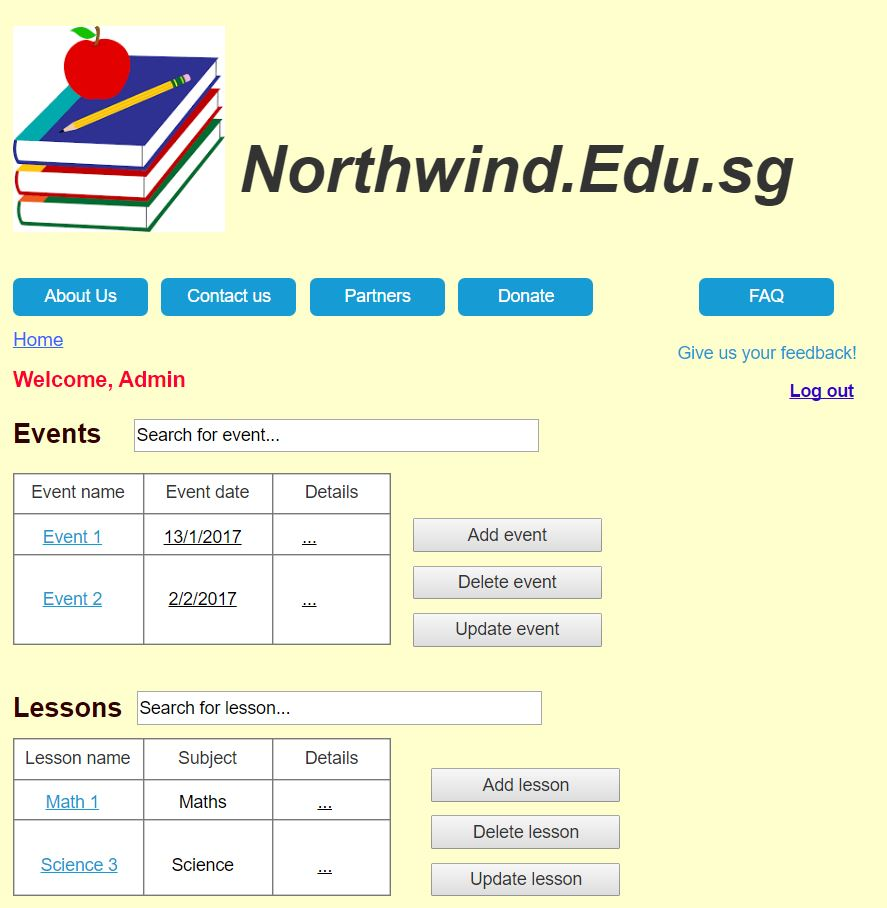 Northwind.Edu.sg
About Us Contact us Partners Donate FAQ
Home
Give us your feedback!
Welcome, Admin
Log out
Events Search for event...
Event name Event date Details
Event 1 13/1/2017 ...
Add event
Delete event
Event 2 2/2/2017 ...
Update event
Lessons Search for lesson...
Lesson name Subject Details
Add lesson
Math 1 Maths ...
Delete lesson
Science 3 Science ...
Update lesson